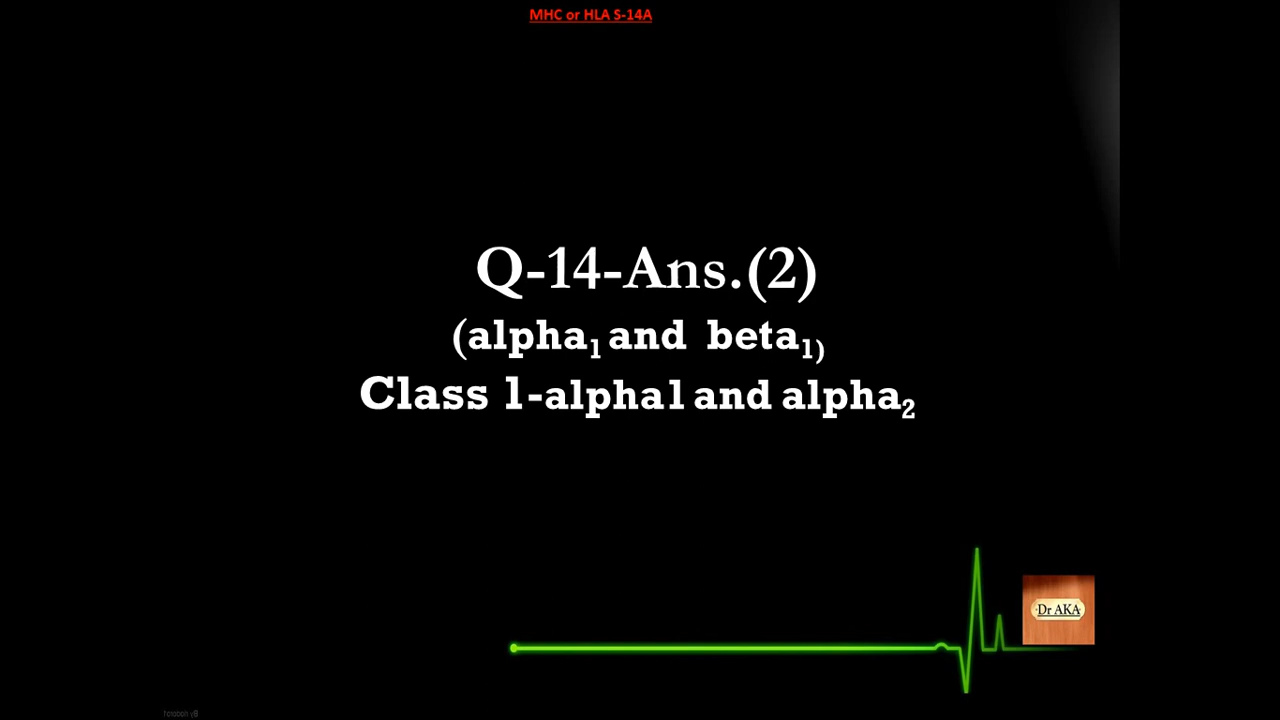 MHC or HLA S-14A
Q-14-Ans.(2)
(alpha1 and beta1)
Class 1-alpha1 and alpha2
Dr AKA